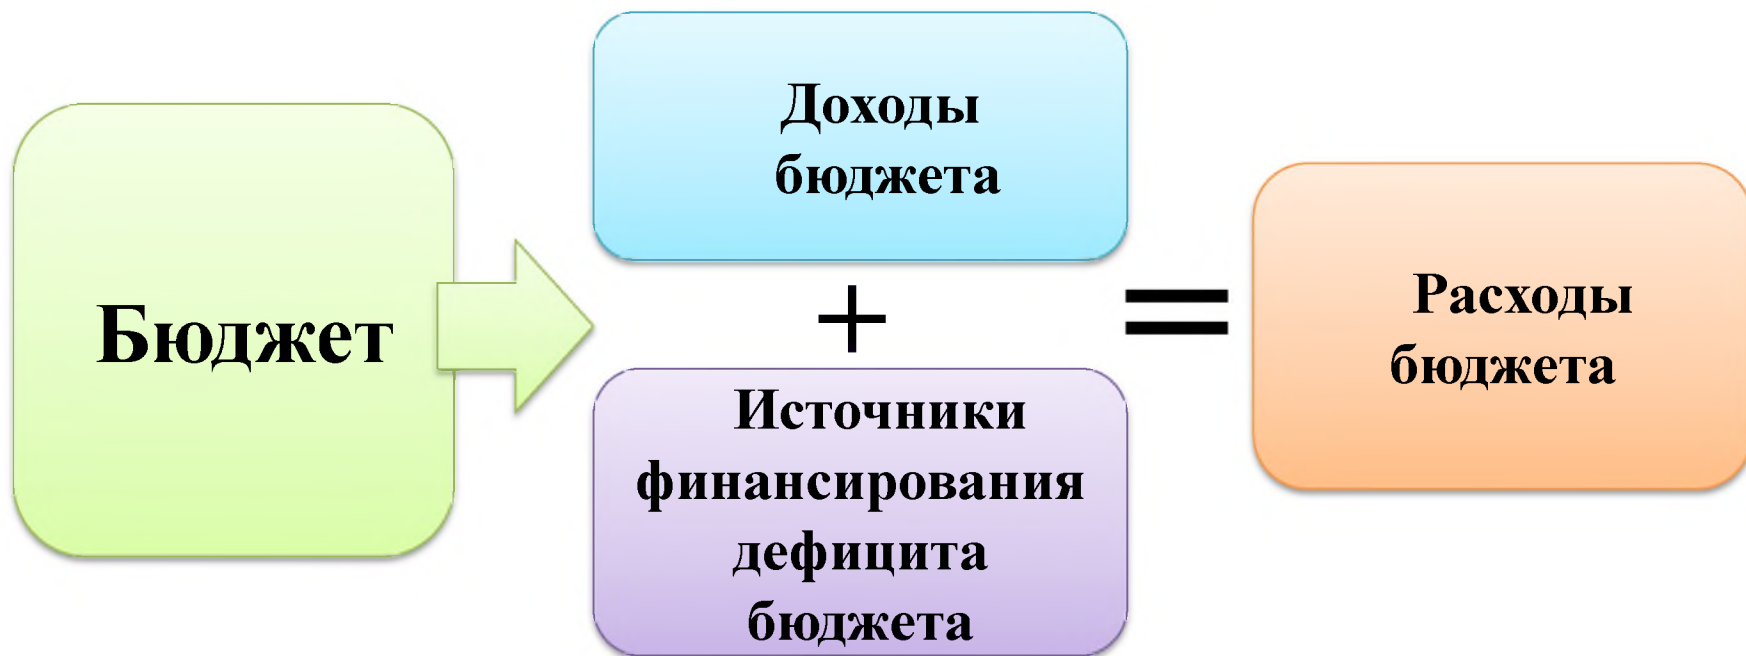 Бюджет
Доходы
бюджета
+
Источники
финансирования
дефицита
бюджета
=
Расходы
бюджета